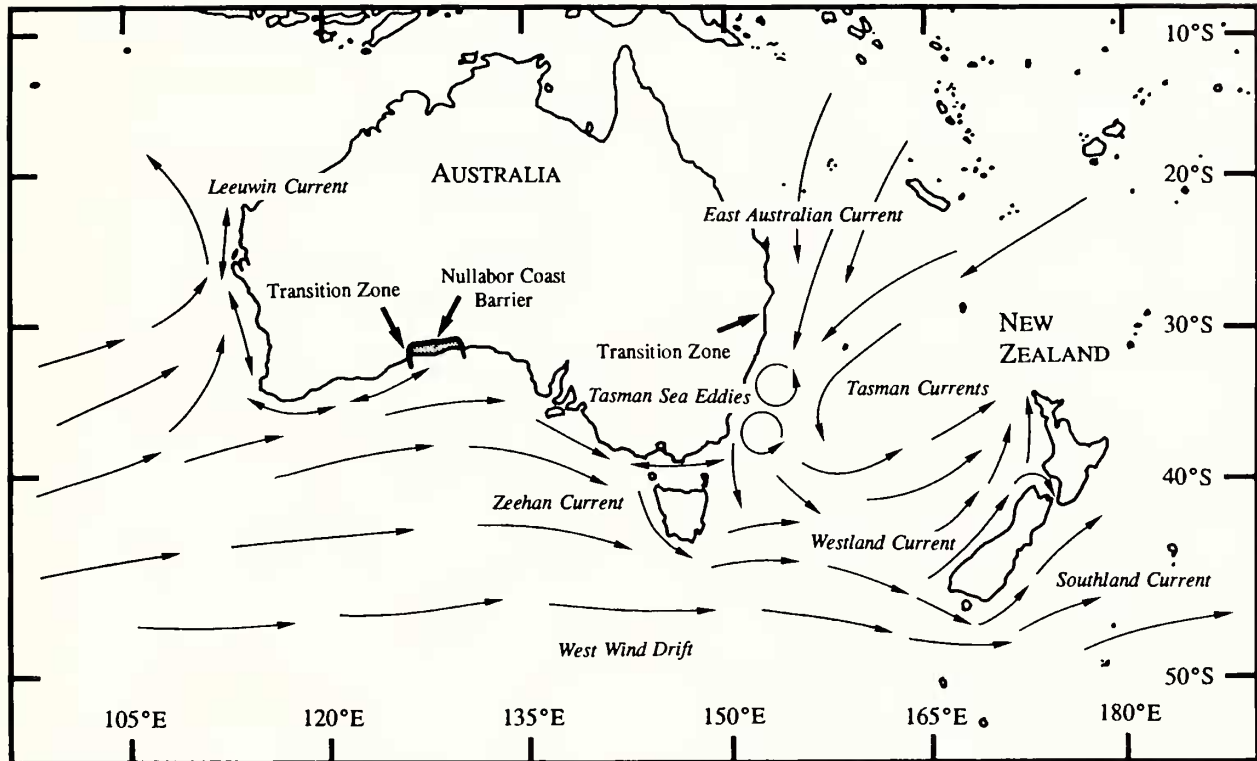 10°S
20°S
AUSTRALIA
Leeuwin Current
East Australian Current
Nullabor Coast
Barrier
Transition Zone
30°S
NEW
ZEALAND
Transition Zone
Tasman Sea Eddies
Tasman Currents
40°S
Zeehan Current
Westland Current
Southland Current
West Wind Drift
50°S
105°E
120°E
135°E
150°E
165°E
180°E